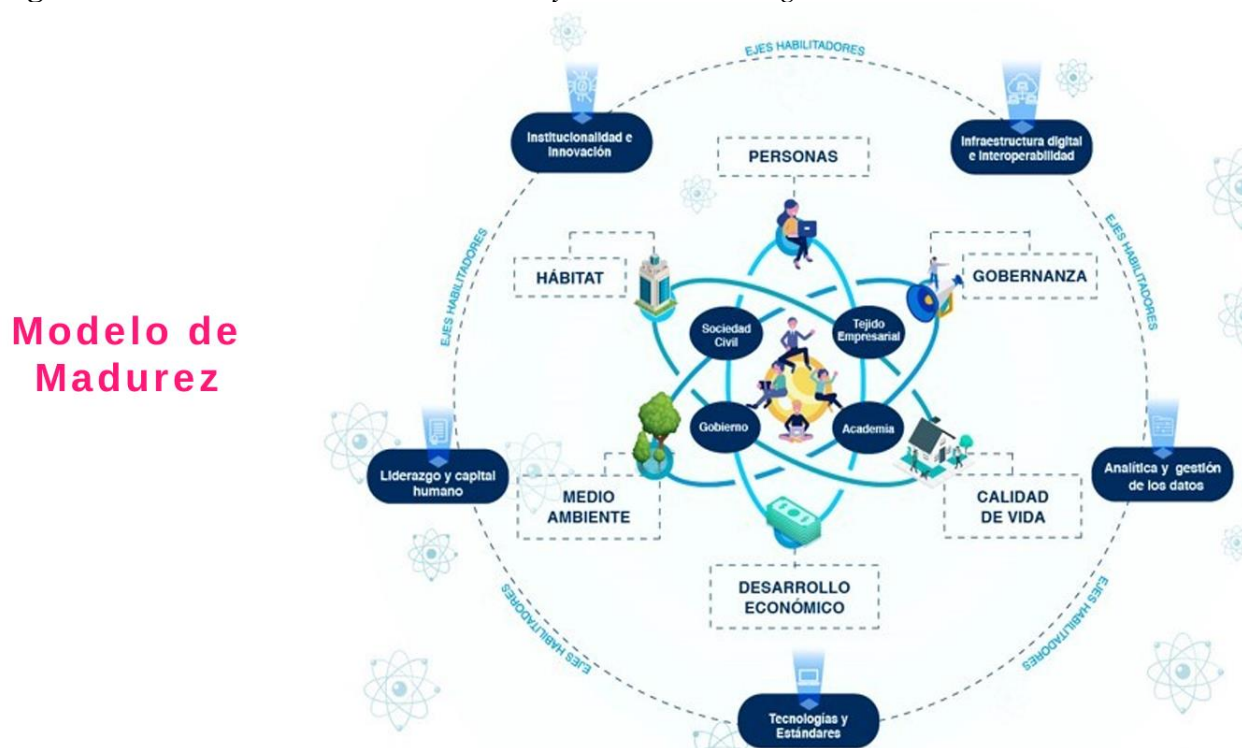 EJES HABILITADORES
Institucionalidad e
Innovación
Infraestructura digital
e Interoperabilidad
PERSONAS
EJES HABILITADORES
EJES HABILITADORES
HÁBITAT
GOBERNANZA
Modelo de
Madurez
Sociedad
Civil
Tejido
Empresarial
Gobierno
Academia
Liderazgo y capital
humano
Analítica y gestión
de los datos
MEDIO
AMBIENTE
CALIDAD
DE VIDA
DESARROLLO
ECONÓMICO
EJES HABILITADORES
EJES HABILITADORES
Tecnologías y
Estándares